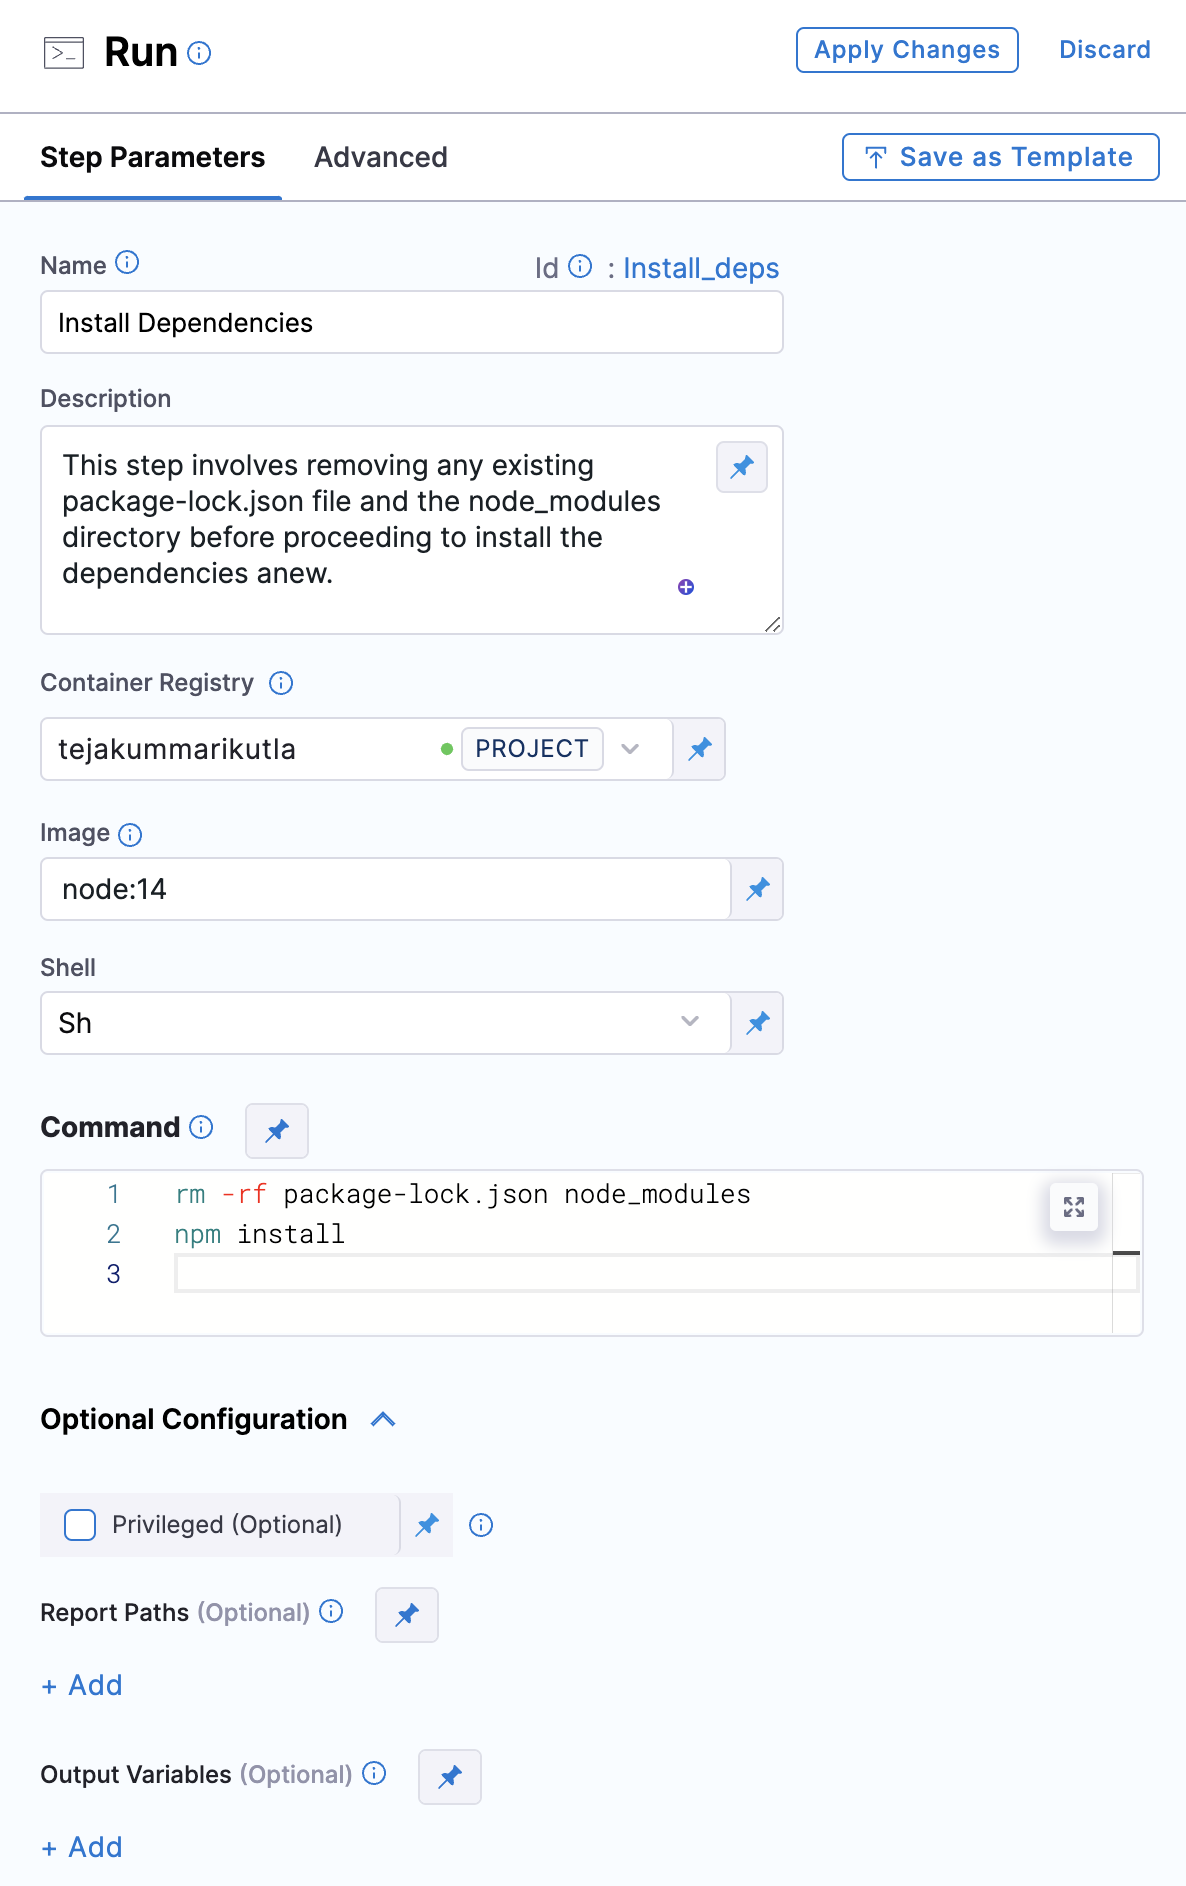 Run
Apply Changes
Discard
Step Parameters
Advanced
Save as Template
Name
Id : Install_deps
Install Dependencies
Description
This step involves removing any existing
package-lock.json file and the node_modules
directory before proceeding to install the
dependencies anew.
Container Registry
tejakummarikutla
PROJECT
Image
node:14
Shell
Sh
Command
1 rm -rf package-lock.json node_modules
2 npm install
3
Optional Configuration
Privileged (Optional)
Report Paths (Optional)
+ Add
Output Variables (Optional)
+ Add